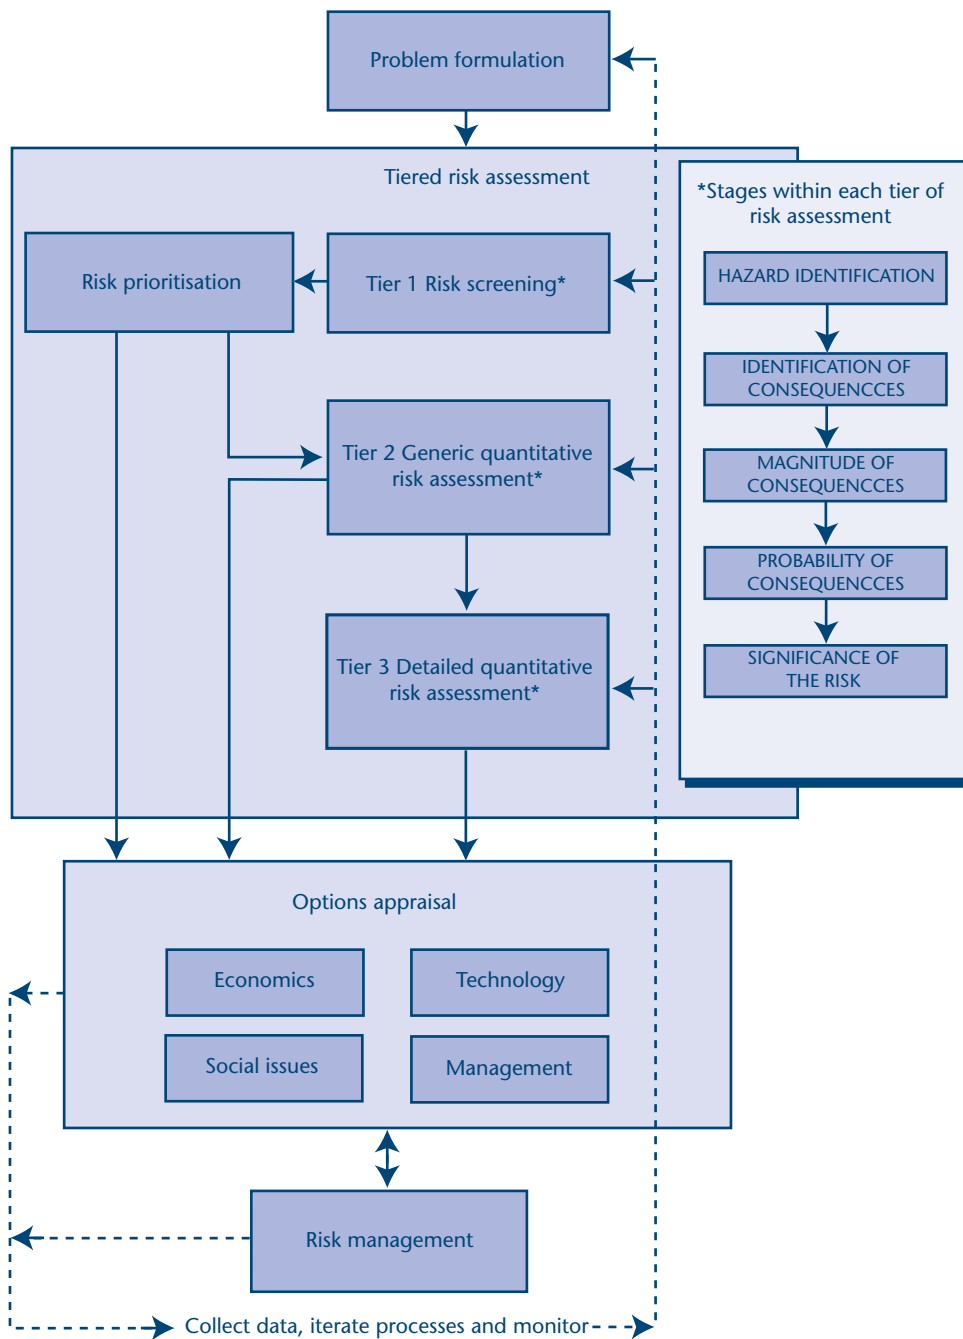 Problem formulation
Tiered risk assessment
*Stages within each tier of
risk assessment
Risk prioritisation
Tier 1 Risk screening*
HAZARD IDENTIFICATION
IDENTIFICATION OF
CONSEQUENCCES
Tier 2 Generic quantitative
risk assessment*
MAGNITUDE OF
CONSEQUENCCES
PROBABILITY OF
CONSEQUENCCES
Tier 3 Detailed quantitative
risk assessment*
SIGNIFICANCE OF
THE RISK
Options appraisal
Economics
Technology
Social issues
Management
Risk management
Collect data, iterate processes and monitor